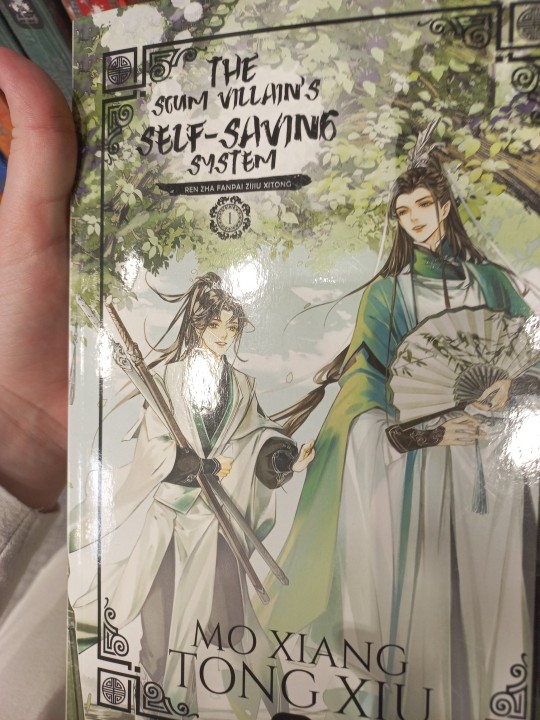 THE
SCUM VILLAIN'S
SELF-SAVING
SYSTEM
REN ZHA FANPAI ZIJIU XITONG
1
MO XIANG
TONG XIU